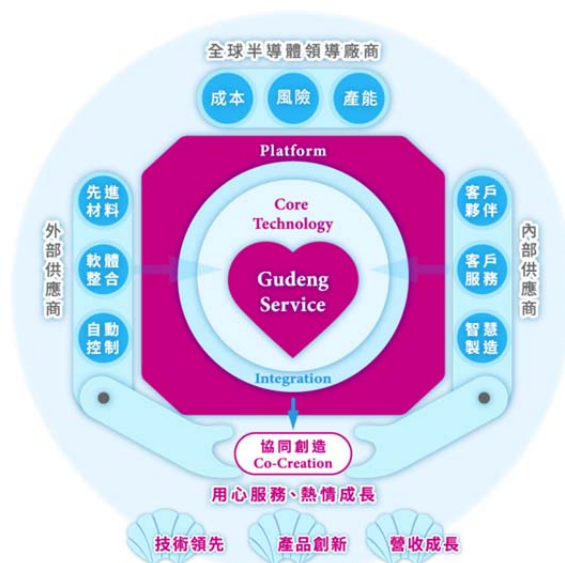 全球半導體領導廠商
成本
風險
產能
Platform
Core
Technology
Gudeng
Service
Integration
外部供應商
先進
材料
軟體
整合
自動
控制
客戶
夥伴
客戶
服務
智慧
製造
內部供應商
協同創造
Co-Creation
用心服務、熱情成長
技術領先
產品創新
營收成長